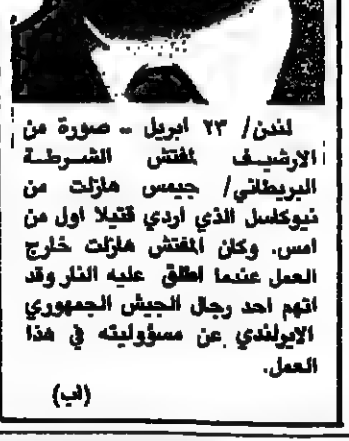 لندن/ ٢٣ ابريل ـ صورة من
الارشيف لمفتش الشرطة
البريطاني/ جيمس هازلت من
نيوكاسل الذي اردي قتيلا اول من
امس. وكان المفتش هازلت خارج
العمل عندما اطلق عليه النار وقد
اتهم احد رجال الجيش الجمهوري
الايرلندي عن مسؤوليته في هذا
العمل.
(اب)